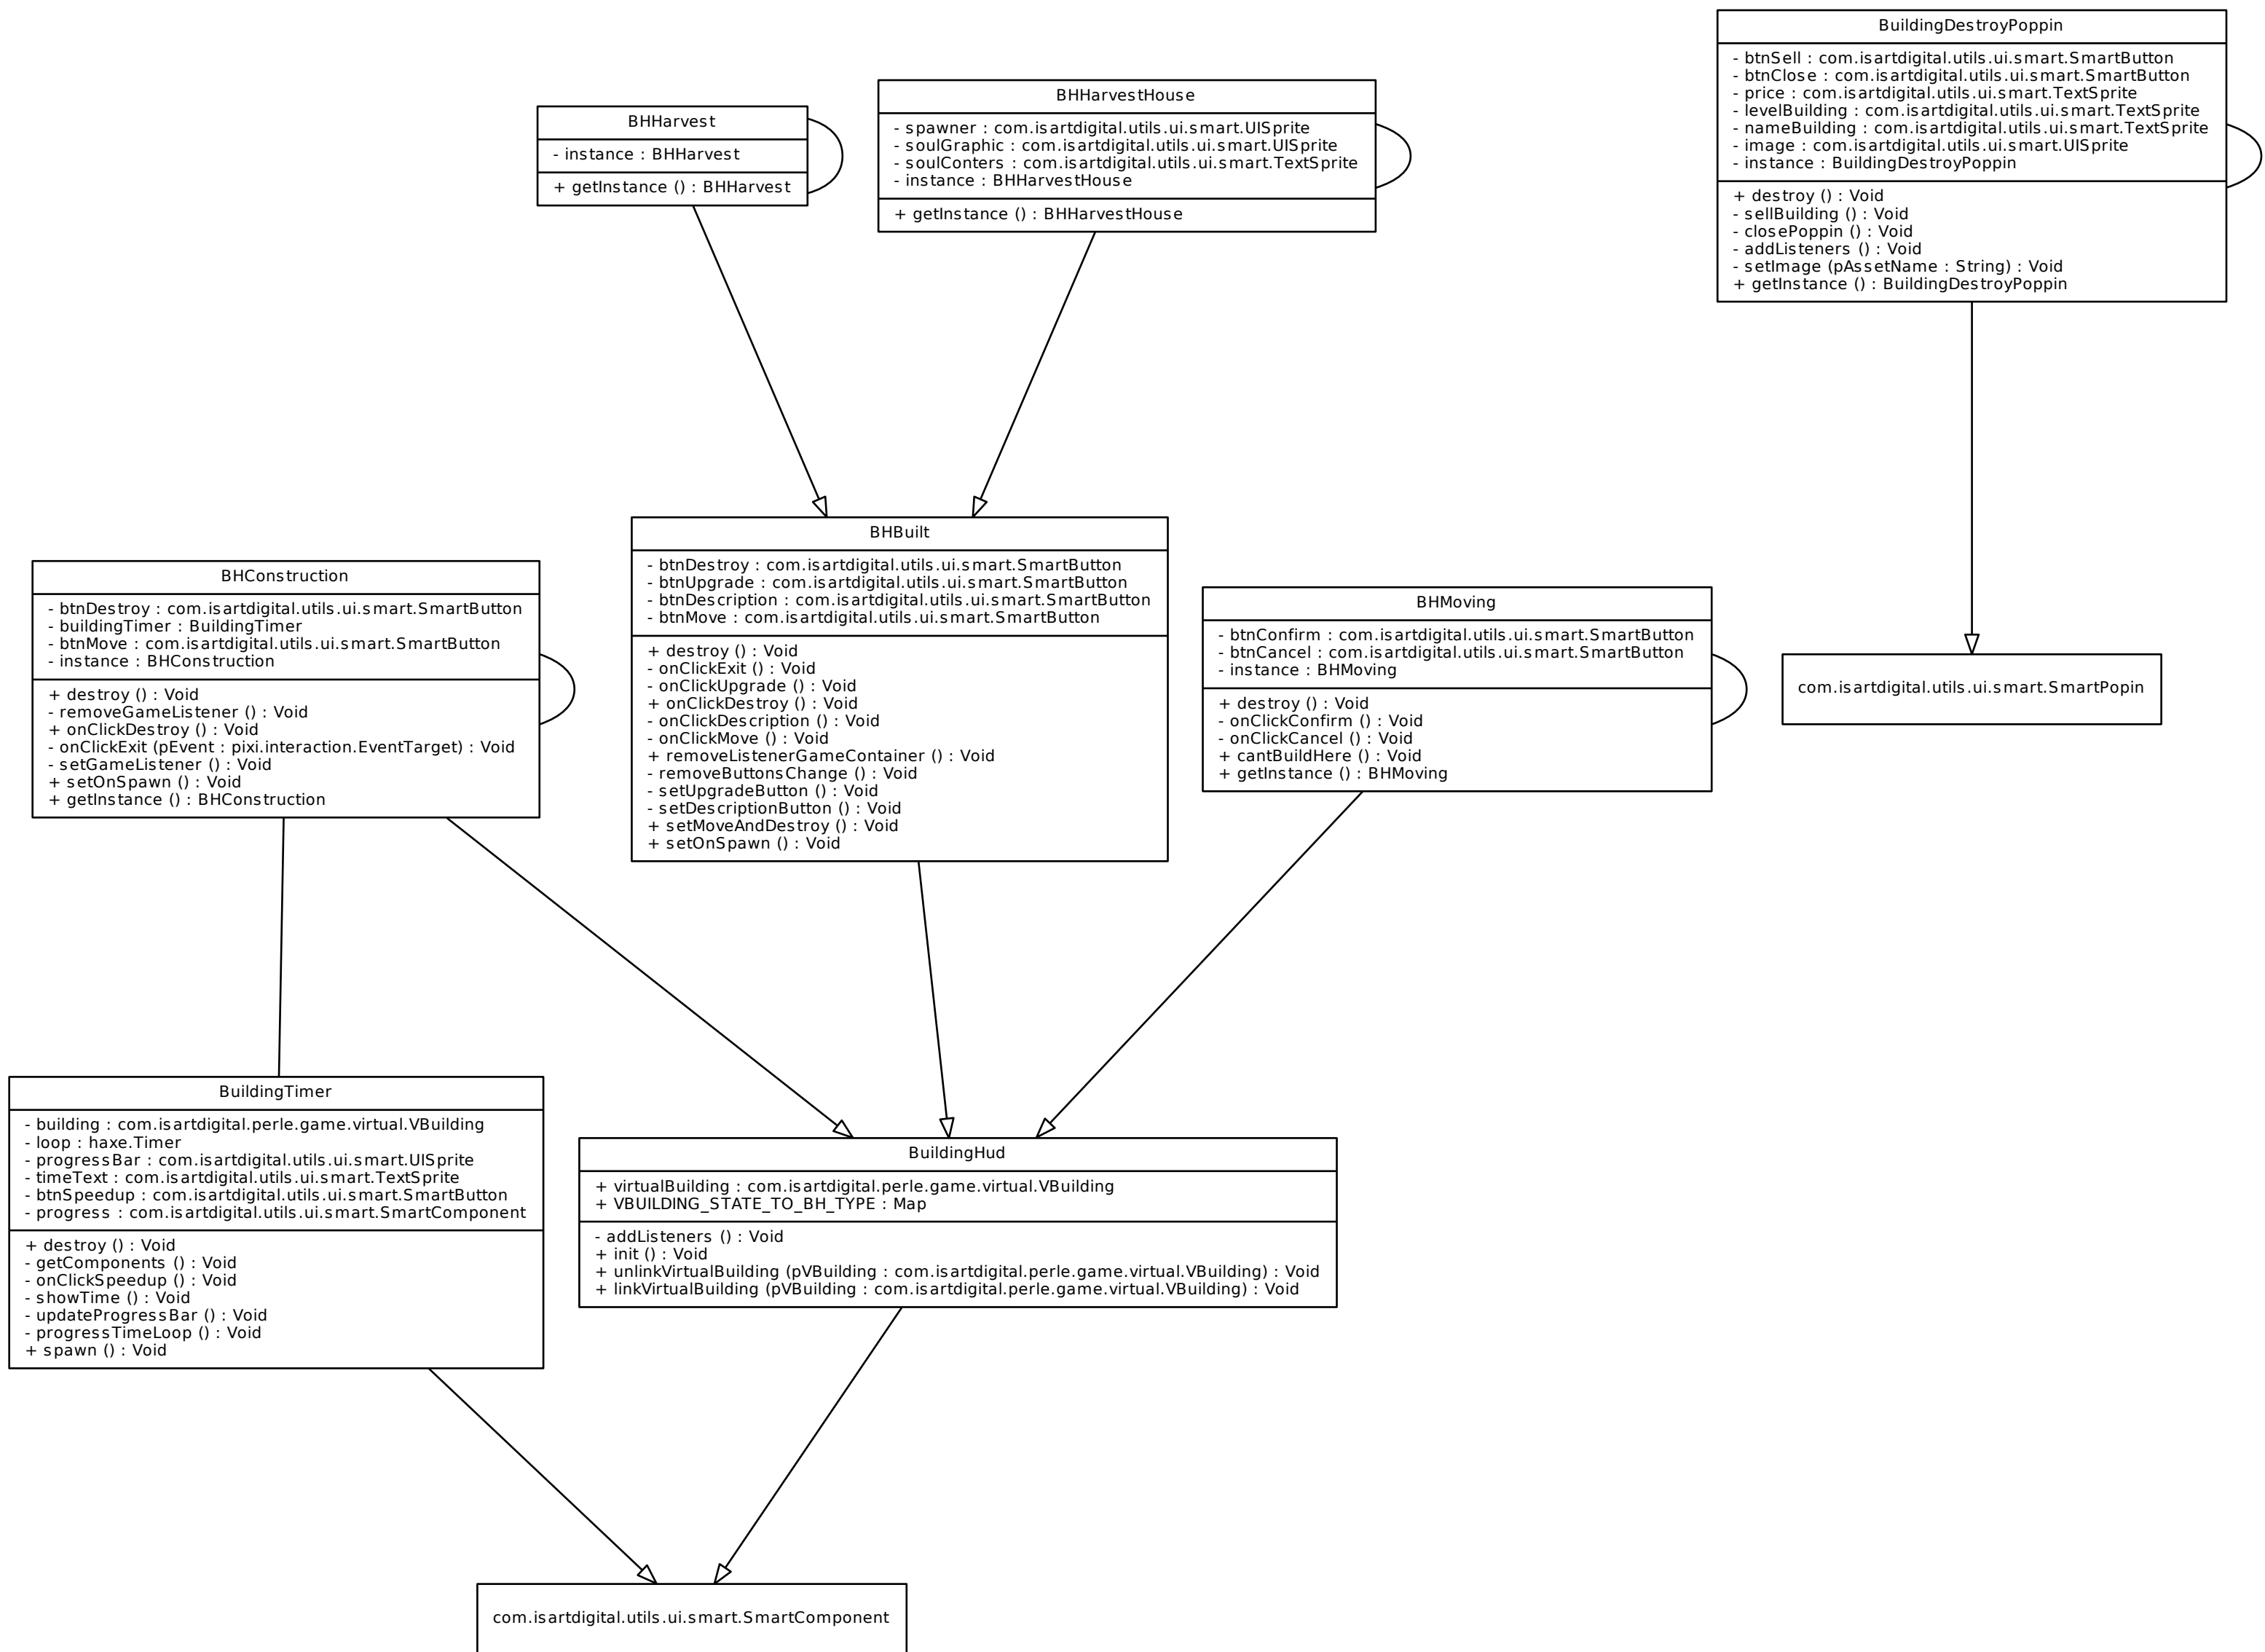 BuildingDestroyPoppin
- btnSell : com.isartdigital.utils.ui.smart.SmartButton
- btnClose : com.isartdigital.utils.ui.smart.SmartButton
- price : com.isartdigital.utils.ui.smart.TextSprite
- levelBuilding : com.isartdigital.utils.ui.smart.TextSprite
- nameBuilding : com.isartdigital.utils.ui.smart.TextSprite
- image : com.isartdigital.utils.ui.smart.UISprite
- instance : BuildingDestroyPoppin
+ destroy () : Void
- sellBuilding () : Void
- closePoppin () : Void
- addListeners () : Void
- setImage (pAssetName : String) : Void
+ getInstance () : BuildingDestroyPoppin
BHHarvest
- instance : BHHarvest
+ getInstance () : BHHarvest
BHHarvestHouse
- spawner : com.isartdigital.utils.ui.smart.UISprite
- soulGraphic : com.isartdigital.utils.ui.smart.UISprite
- soulConters : com.isartdigital.utils.ui.smart.TextSprite
- instance : BHHarvestHouse
+ getInstance () : BHHarvestHouse
BHConstruction
- btnDestroy : com.isartdigital.utils.ui.smart.SmartButton
- buildingTimer : BuildingTimer
- btnMove : com.isartdigital.utils.ui.smart.SmartButton
- instance : BHConstruction
+ destroy () : Void
- removeGameListener () : Void
+ onClickDestroy () : Void
- onClickExit (pEvent : pixi.interaction.EventTarget) : Void
- setGameListener () : Void
+ setOnSpawn () : Void
+ getInstance () : BHConstruction
BHBuilt
- btnDestroy : com.isartdigital.utils.ui.smart.SmartButton
- btnUpgrade : com.isartdigital.utils.ui.smart.SmartButton
- btnDescription : com.isartdigital.utils.ui.smart.SmartButton
- btnMove : com.isartdigital.utils.ui.smart.SmartButton
+ destroy () : Void
- onClickExit () : Void
- onClickUpgrade () : Void
+ onClickDestroy () : Void
- onClickDescription () : Void
- onClickMove () : Void
+ removeListenerGameContainer () : Void
- removeButtonsChange () : Void
- setUpgradeButton () : Void
- setDescriptionButton () : Void
+ setMoveAndDestroy () : Void
+ setOnSpawn () : Void
BHMoving
- btnConfirm : com.isartdigital.utils.ui.smart.SmartButton
- btnCancel : com.isartdigital.utils.ui.smart.SmartButton
- instance : BHMoving
+ destroy () : Void
- onClickConfirm () : Void
- onClickCancel () : Void
+ cantBuildHere () : Void
+ getInstance () : BHMoving
com.isartdigital.utils.ui.smart.SmartPopin
BuildingTimer
- building : com.isartdigital.perle.game.virtual.VBuilding
- loop : haxe.Timer
- progressBar : com.isartdigital.utils.ui.smart.UISprite
- timeText : com.isartdigital.utils.ui.smart.TextSprite
- btnSpeedup : com.isartdigital.utils.ui.smart.SmartButton
- progress : com.isartdigital.utils.ui.smart.SmartComponent
+ destroy () : Void
- getComponents () : Void
- onClickSpeedup () : Void
- showTime () : Void
- updateProgressBar () : Void
- progressTimeLoop () : Void
+ spawn () : Void
BuildingHud
+ virtualBuilding : com.isartdigital.perle.game.virtual.VBuilding
+ VBUILDING_STATE_TO_BH_TYPE : Map
- addListeners () : Void
+ init () : Void
+ unlinkVirtualBuilding (pVBuilding : com.isartdigital.perle.game.virtual.VBuilding) : Void
+ linkVirtualBuilding (pVBuilding : com.isartdigital.perle.game.virtual.VBuilding) : Void
com.isartdigital.utils.ui.smart.SmartComponent